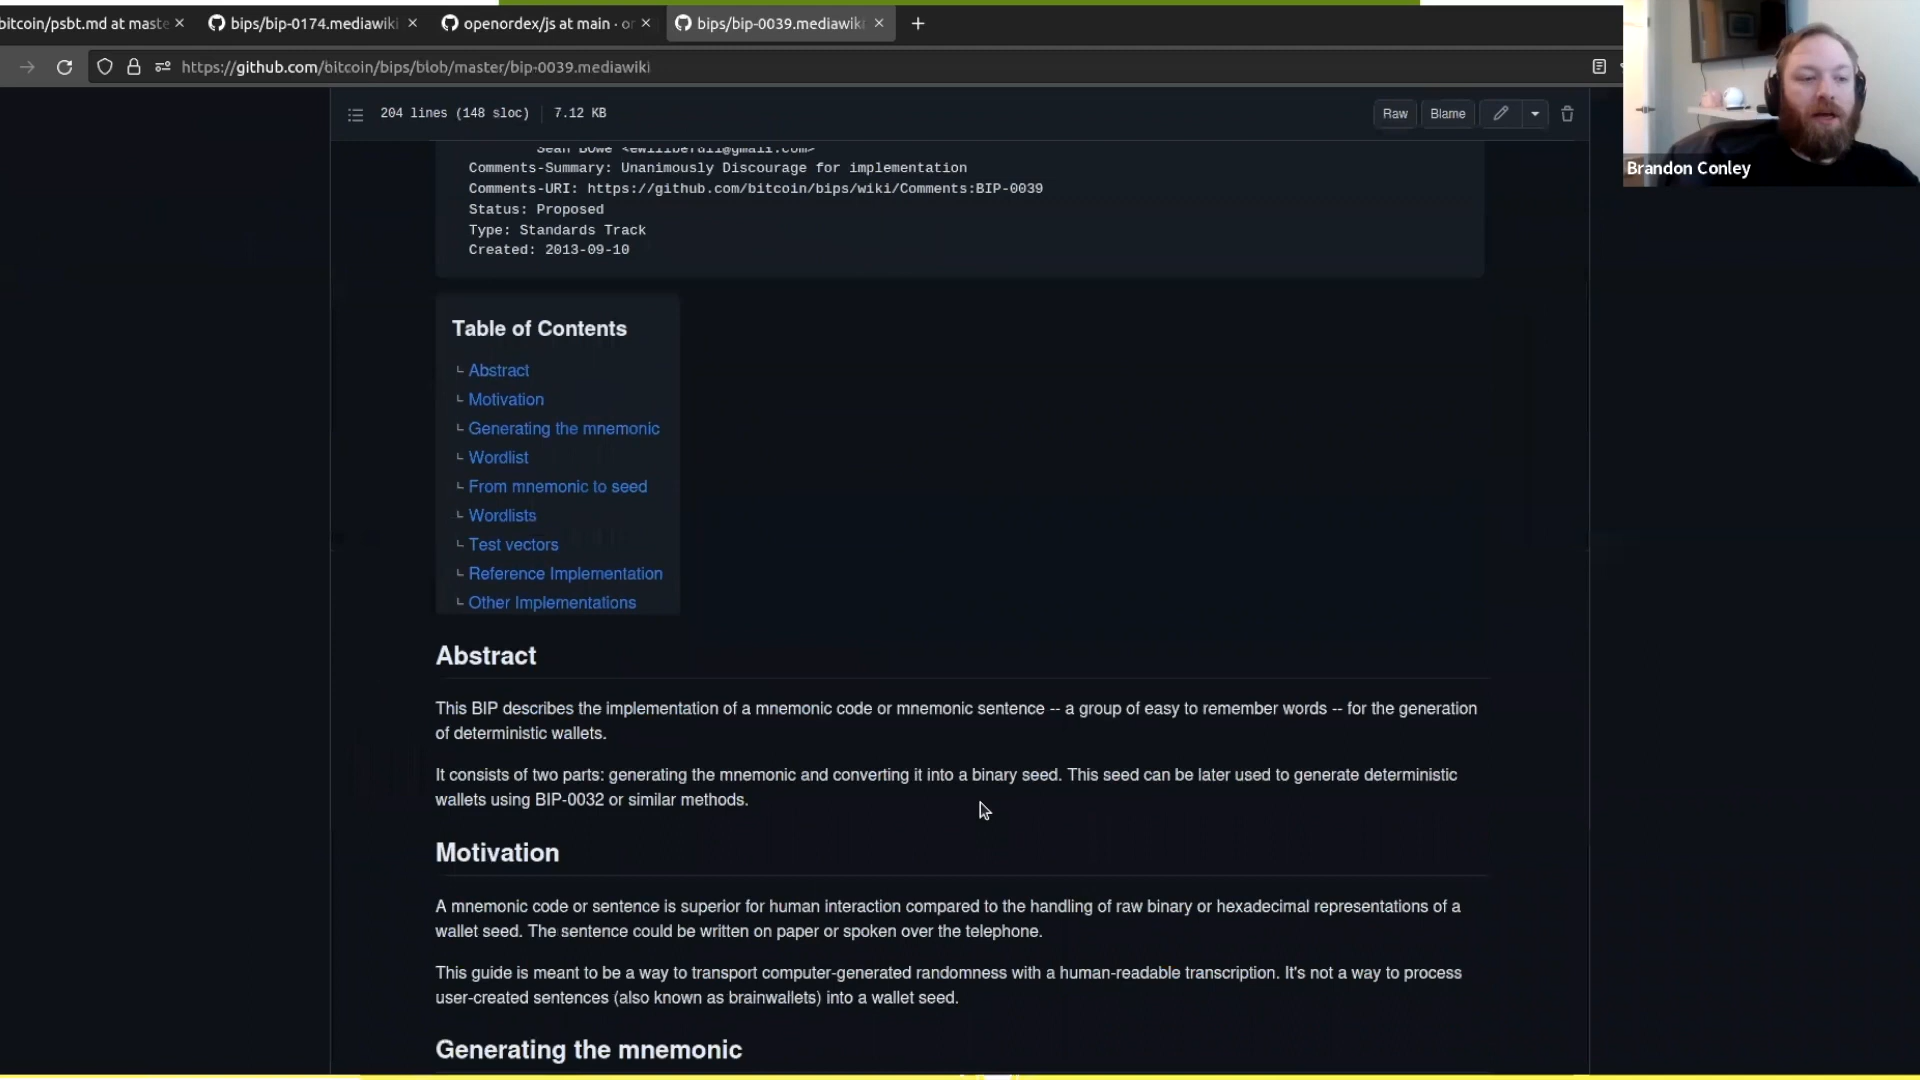 bitcoin/psbt.md at maste
bips/bip-0174.mediawiki
openordex/js at main · or
bips/bip-0039.mediawiki
https://github.com/bitcoin/bips/blob/master/bip-0039.mediawiki
204 lines (148 sloc)
7.12 KB
Raw
Blame
Brandon Conley
Comments-Summary: Unanimously Discourage for implementation
Comments-URI: https://github.com/bitcoin/bips/wiki/Comments:BIP-0039
Status: Proposed
Type: Standards Track
Created: 2013-09-10
Table of Contents
Abstract
Motivation
Generating the mnemonic
Wordlist
From mnemonic to seed
Wordlists
Test vectors
Reference Implementation
Other Implementations
Abstract
This BIP describes the implementation of a mnemonic code or mnemonic sentence -- a group of easy to remember words -- for the generation
of deterministic wallets.
It consists of two parts: generating the mnemonic and converting it into a binary seed. This seed can be later used to generate deterministic
wallets using BIP-0032 or similar methods.
Motivation
A mnemonic code or sentence is superior for human interaction compared to the handling of raw binary or hexadecimal representations of a
wallet seed. The sentence could be written on paper or spoken over the telephone.
This guide is meant to be a way to transport computer-generated randomness with a human-readable transcription. It's not a way to process
user-created sentences (also known as brainwallets) into a wallet seed.
Generating the mnemonic